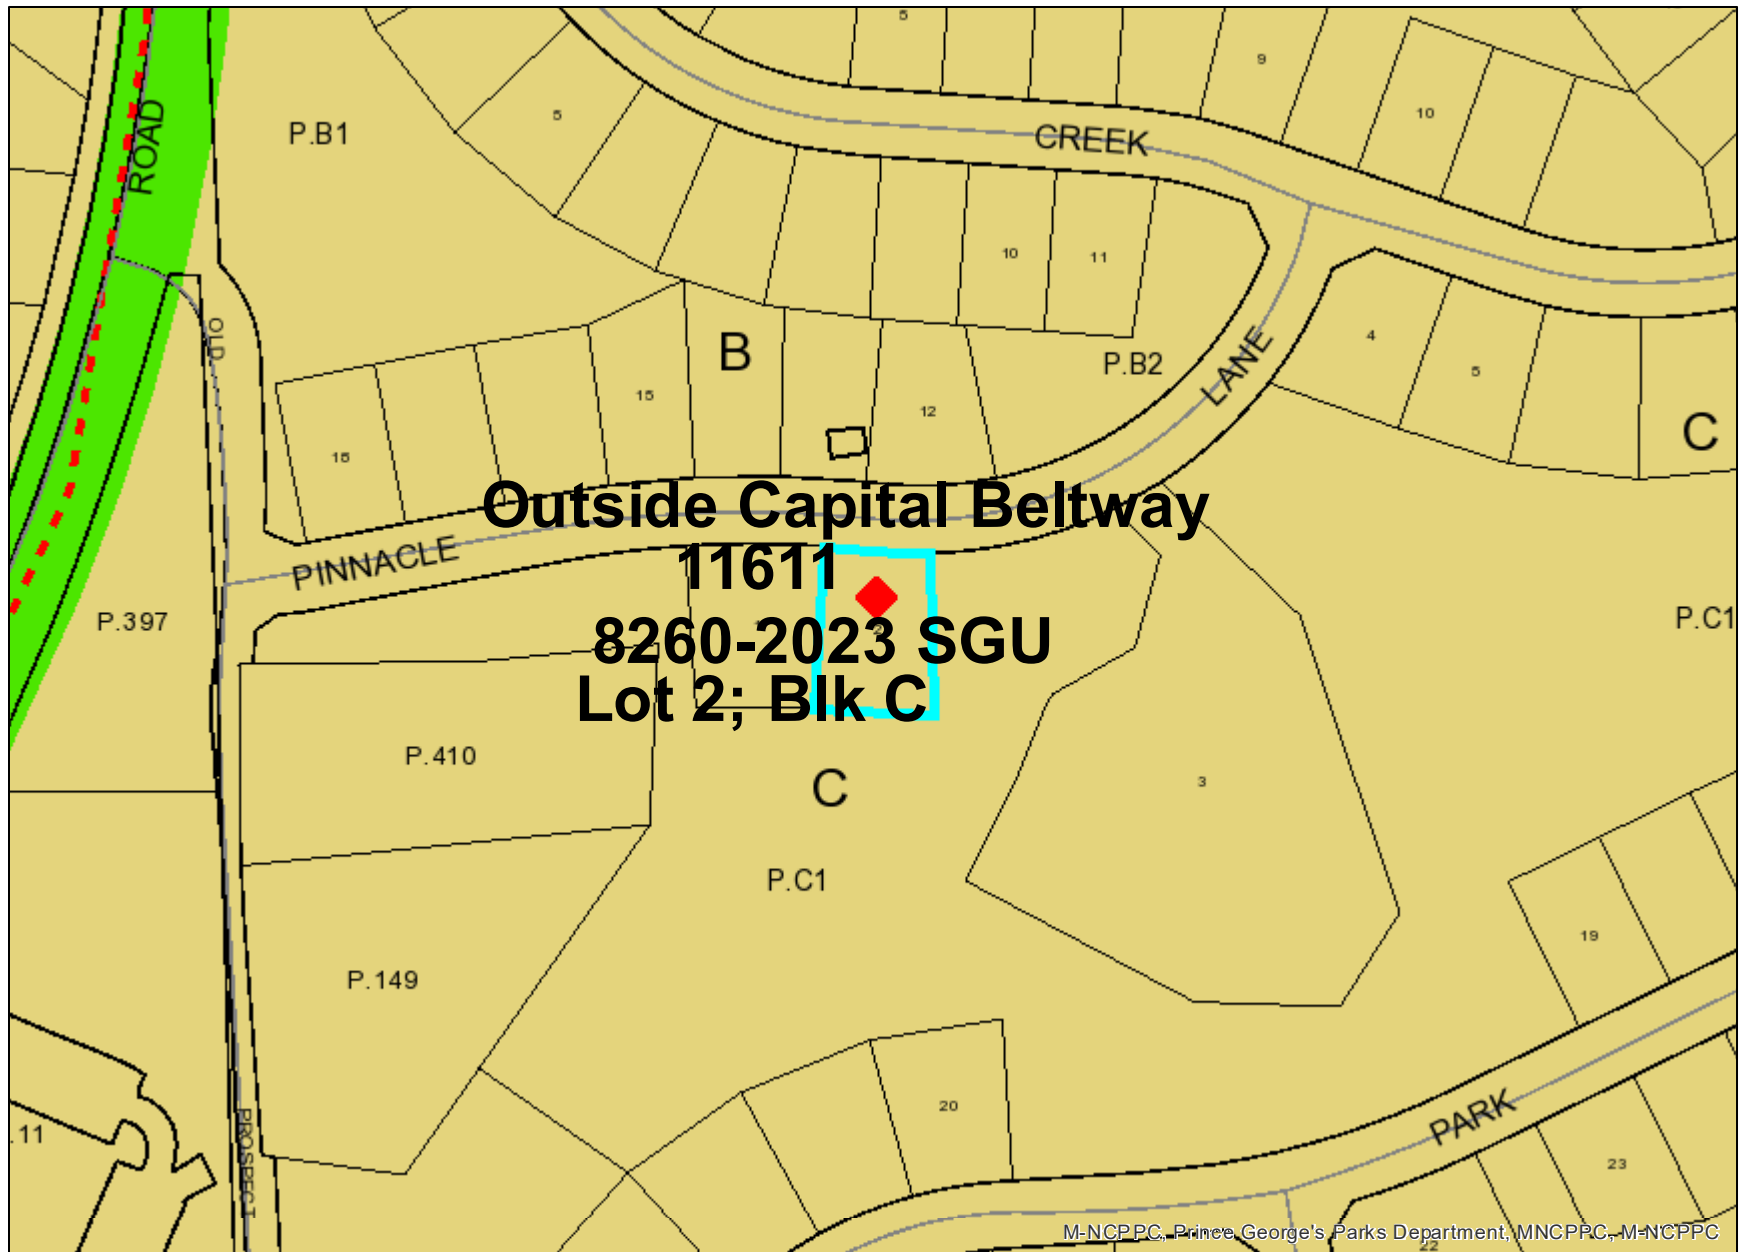 5
9
10
ROAD
P.B1
5
CREEK
10
11
OLD
B
P.B2
LANE
4
5
15
12
C
16
Outside Capital Beltway
PINNACLE
11611
P.397
2
P.C1
8260-2023 SGU
Lot 2; Blk C
P.410
C
3
P.C1
19
P.149
20
PARK
.11
PROSPECT
23
M-NCPPC, Prince George's Parks Department, MNCPPC, M-NCPPC
22